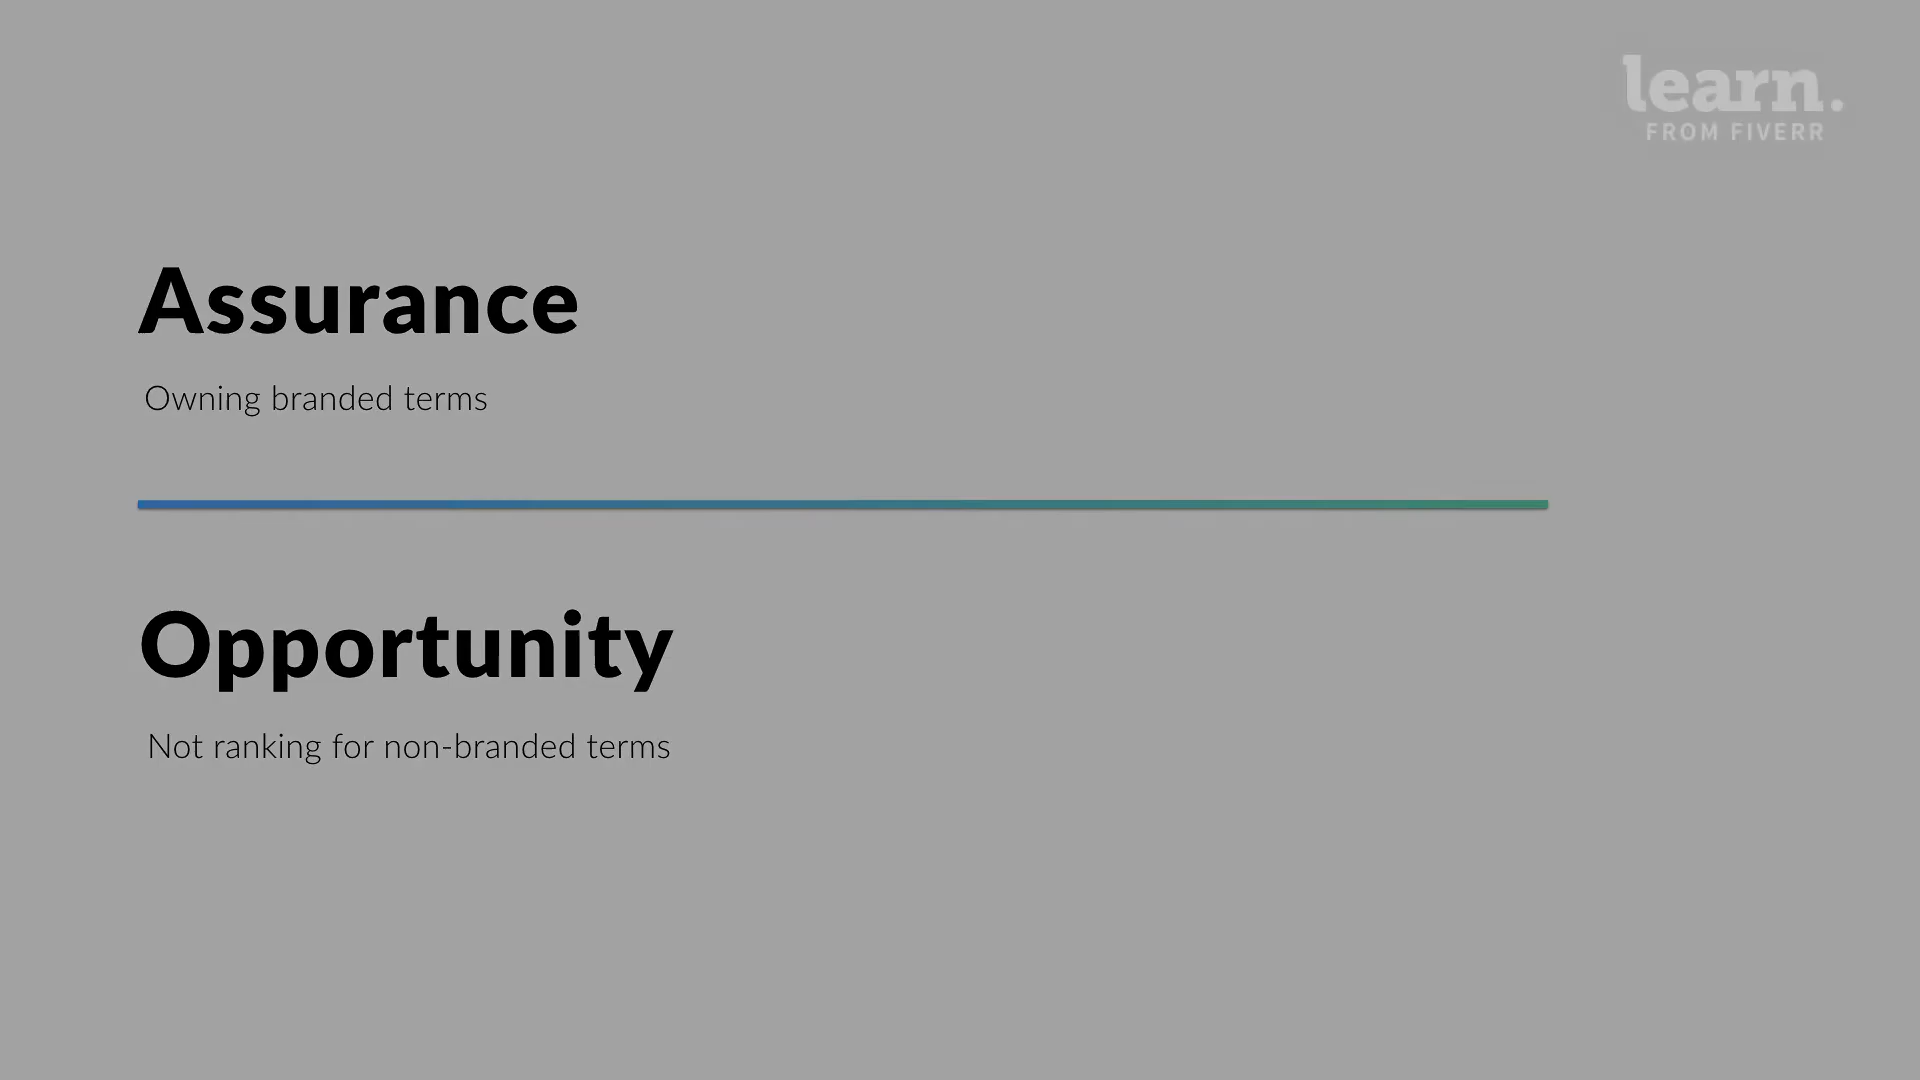 learn.
FROM FIVERR
Assurance
Owning branded terms
Opportunity
Not ranking for non-branded terms